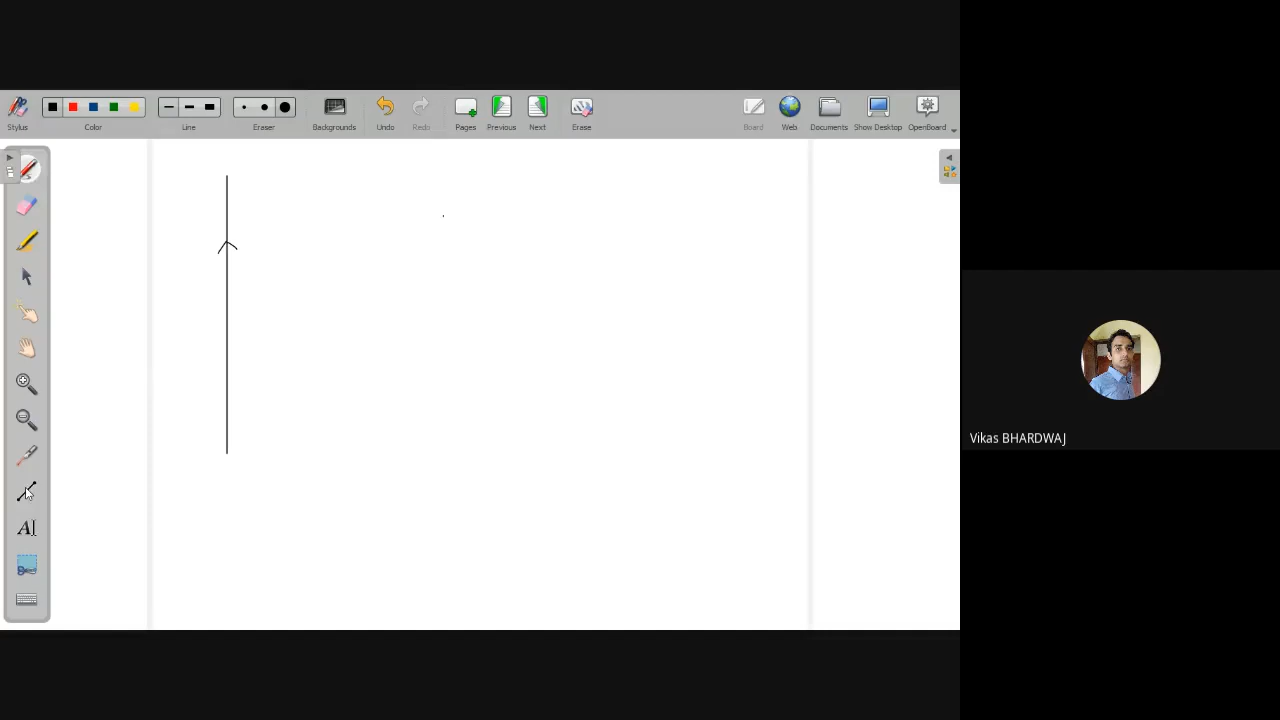 Stylus Color Line Eraser Backgrounds Undo Redo Pages Previous Next Erase Board Web Documents Show Desktop OpenBoard
A
Vikas BHARDWAJ